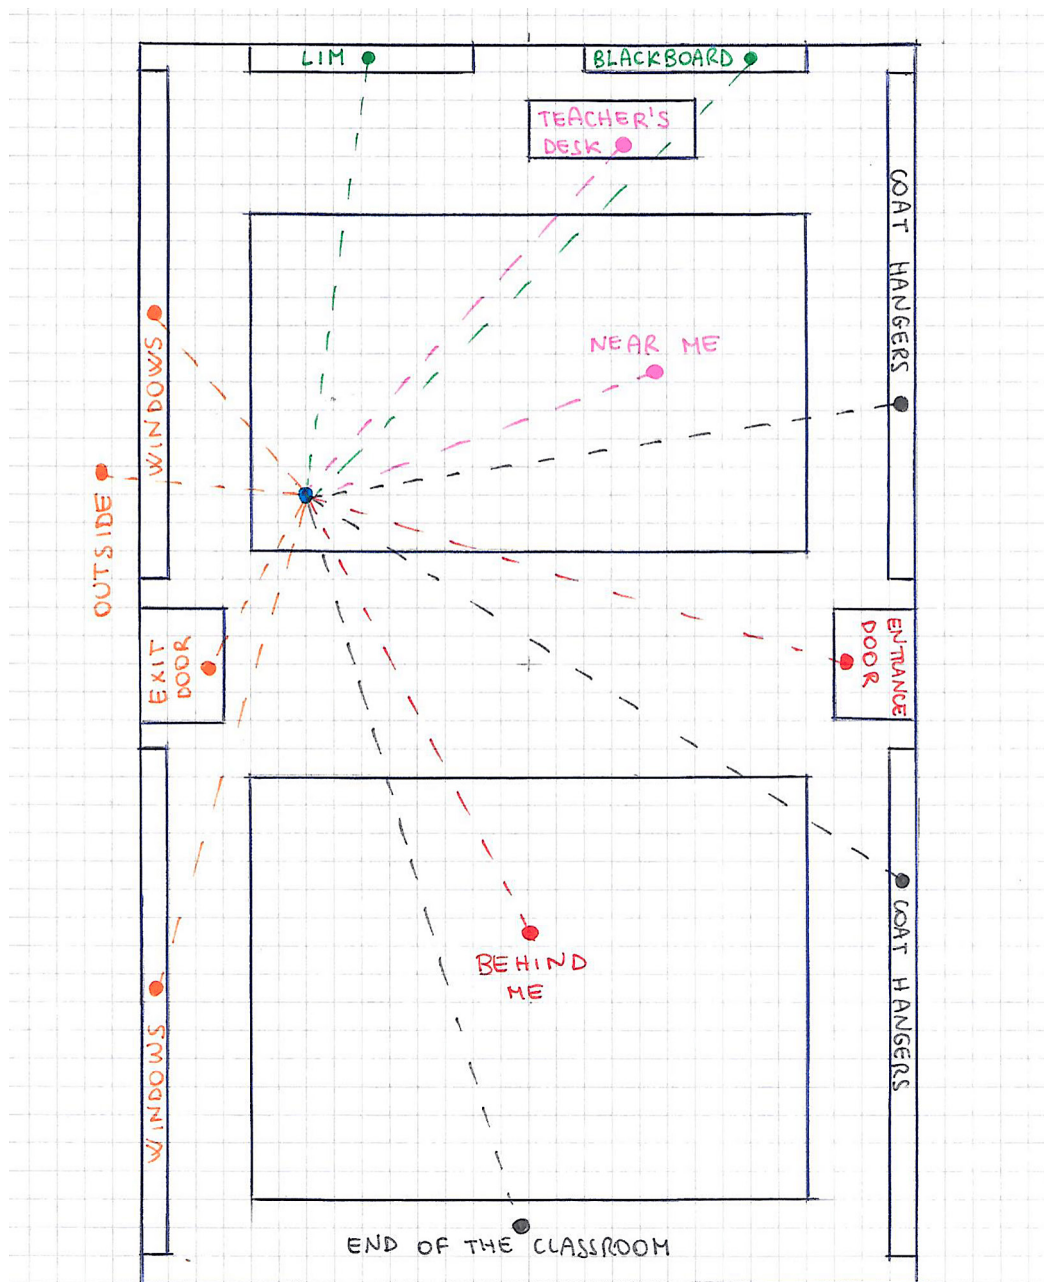 LIM
BLACKBOARD
TEACHER'S
DESK
COAT HANGERS
NEAR ME
WINDOWS
OUTSIDE
EXIT
DOOR
ENTRANCE
DOOR
BEHIND
ME
COAT HANGERS
WINDOWS
END OF THE CLASSROOM